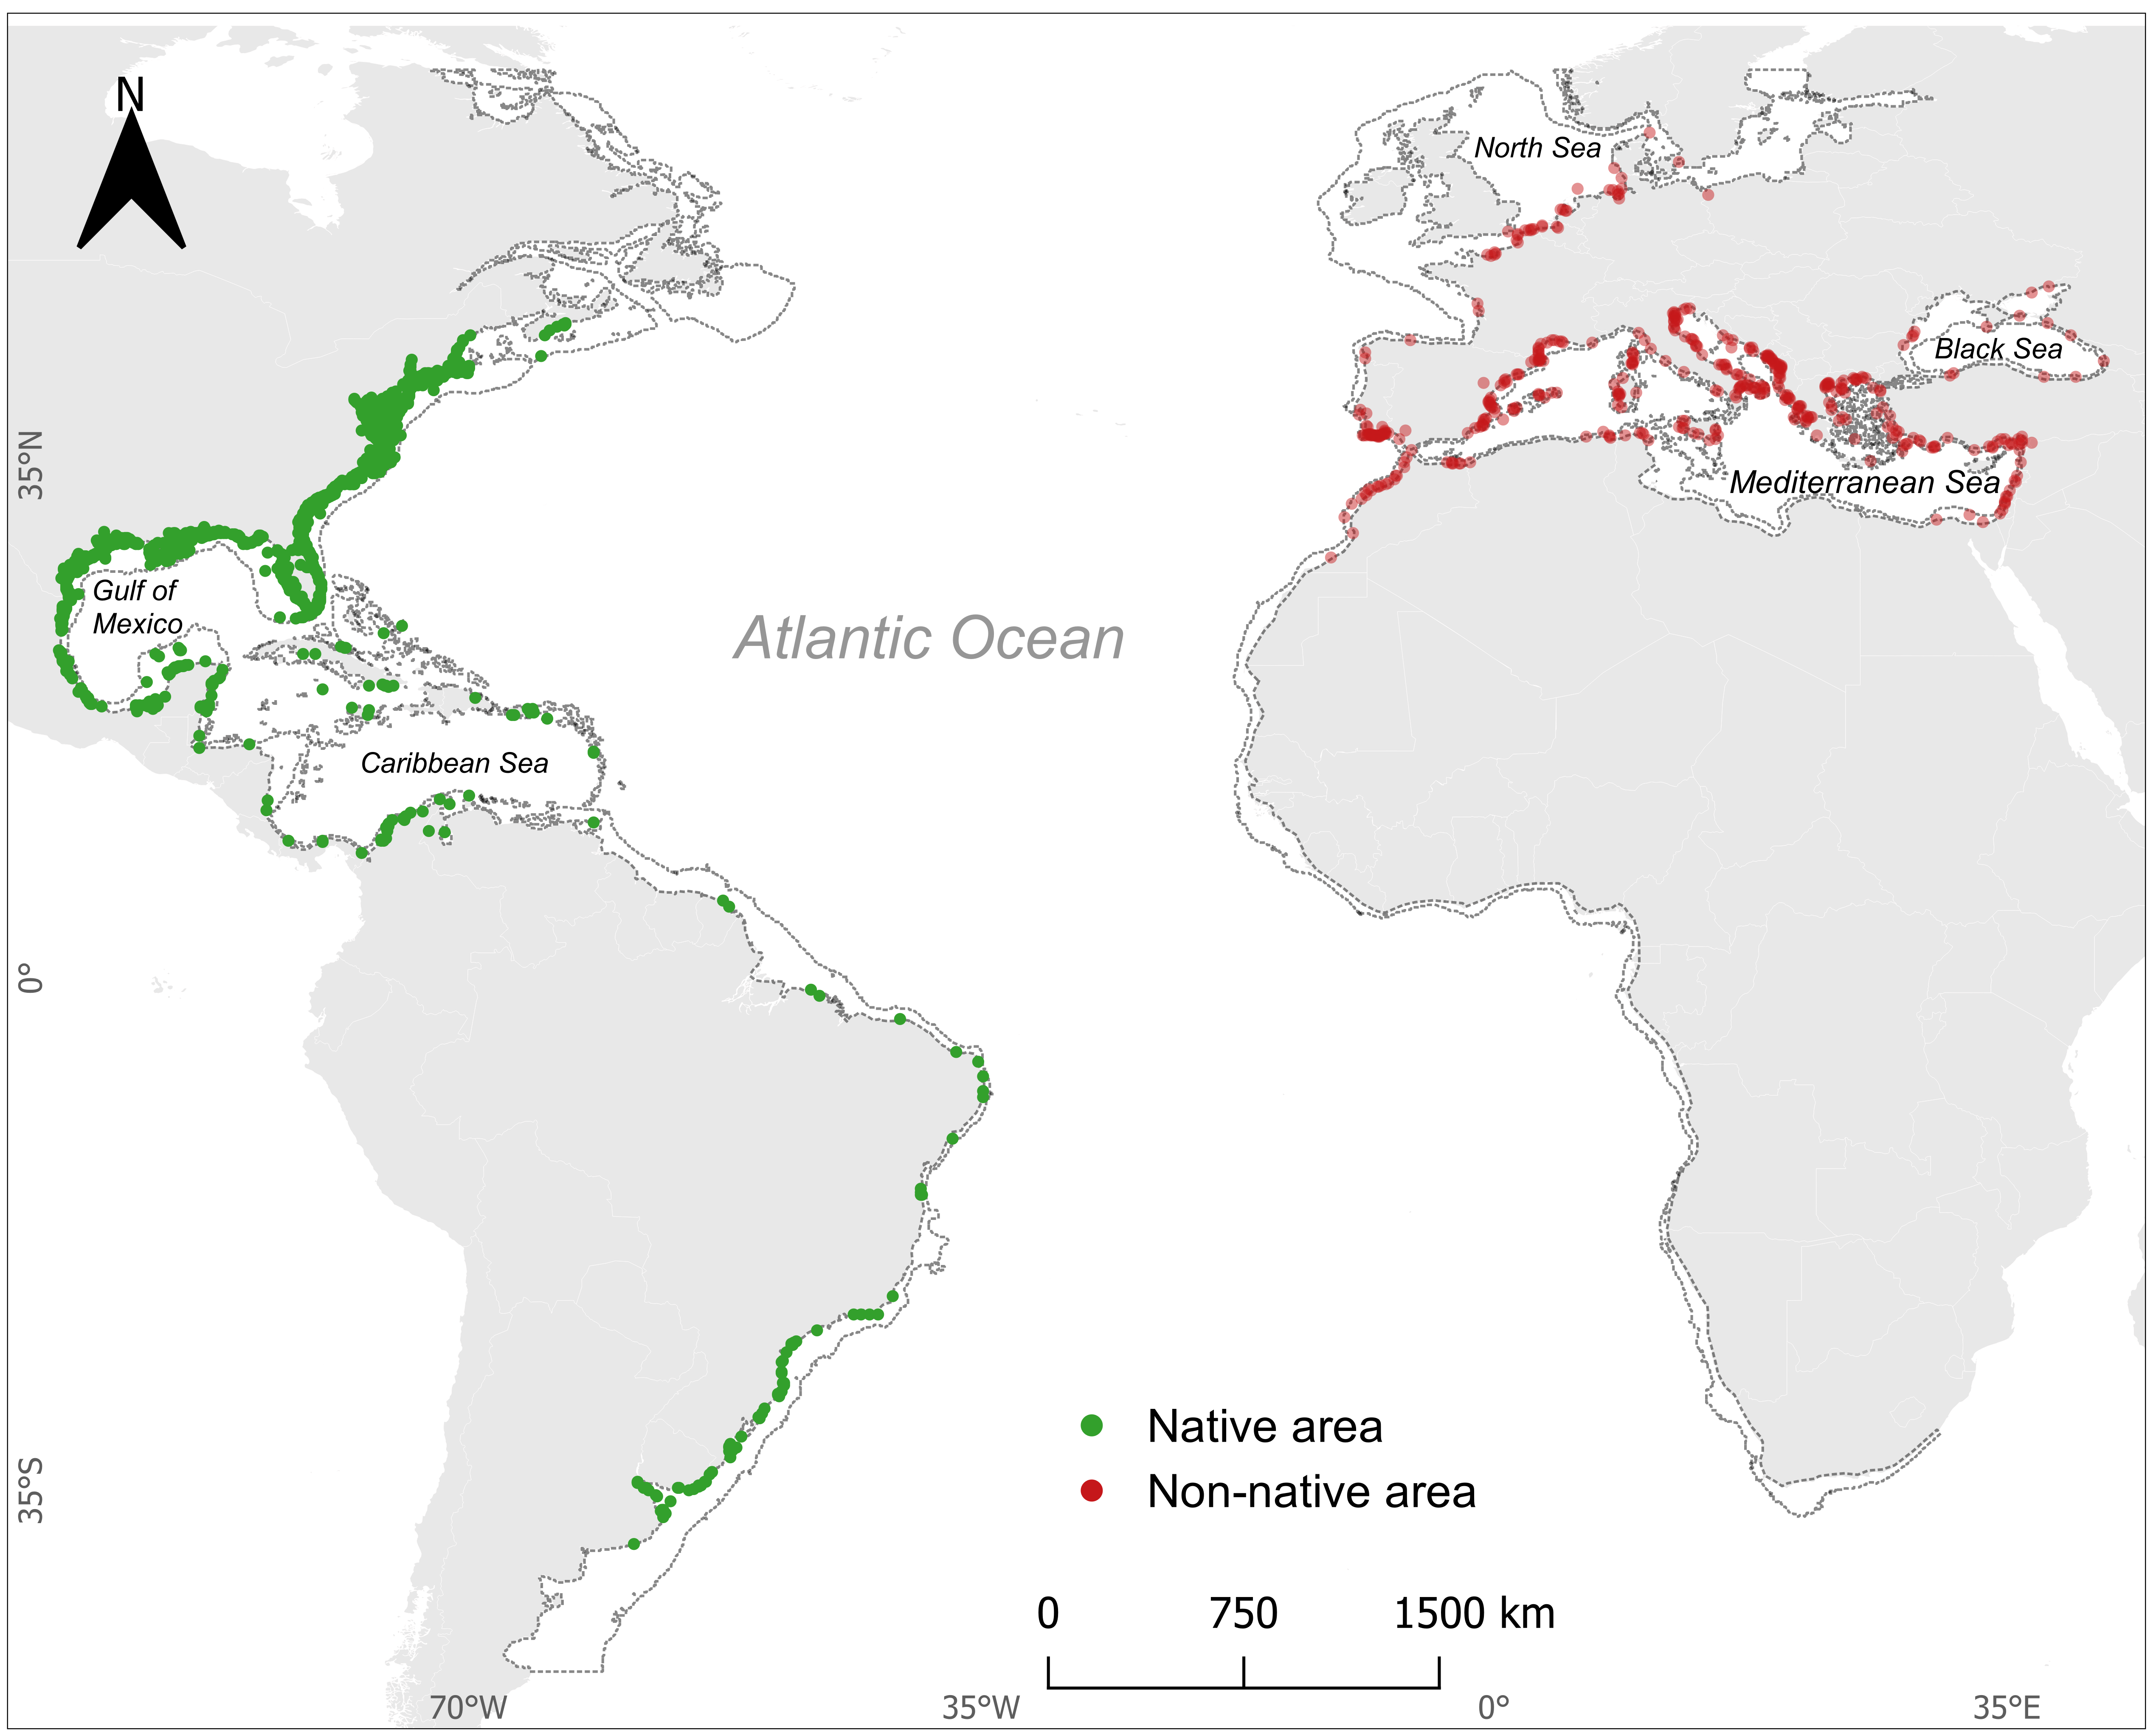 N
North Sea
Black Sea
35°N
Mediterranean Sea
Gulf of
Mexico
Atlantic Ocean
Caribbean Sea
0°
Native area
35°S
Non-native area
0 750 1500 km
70°W 35°W 0° 35°E